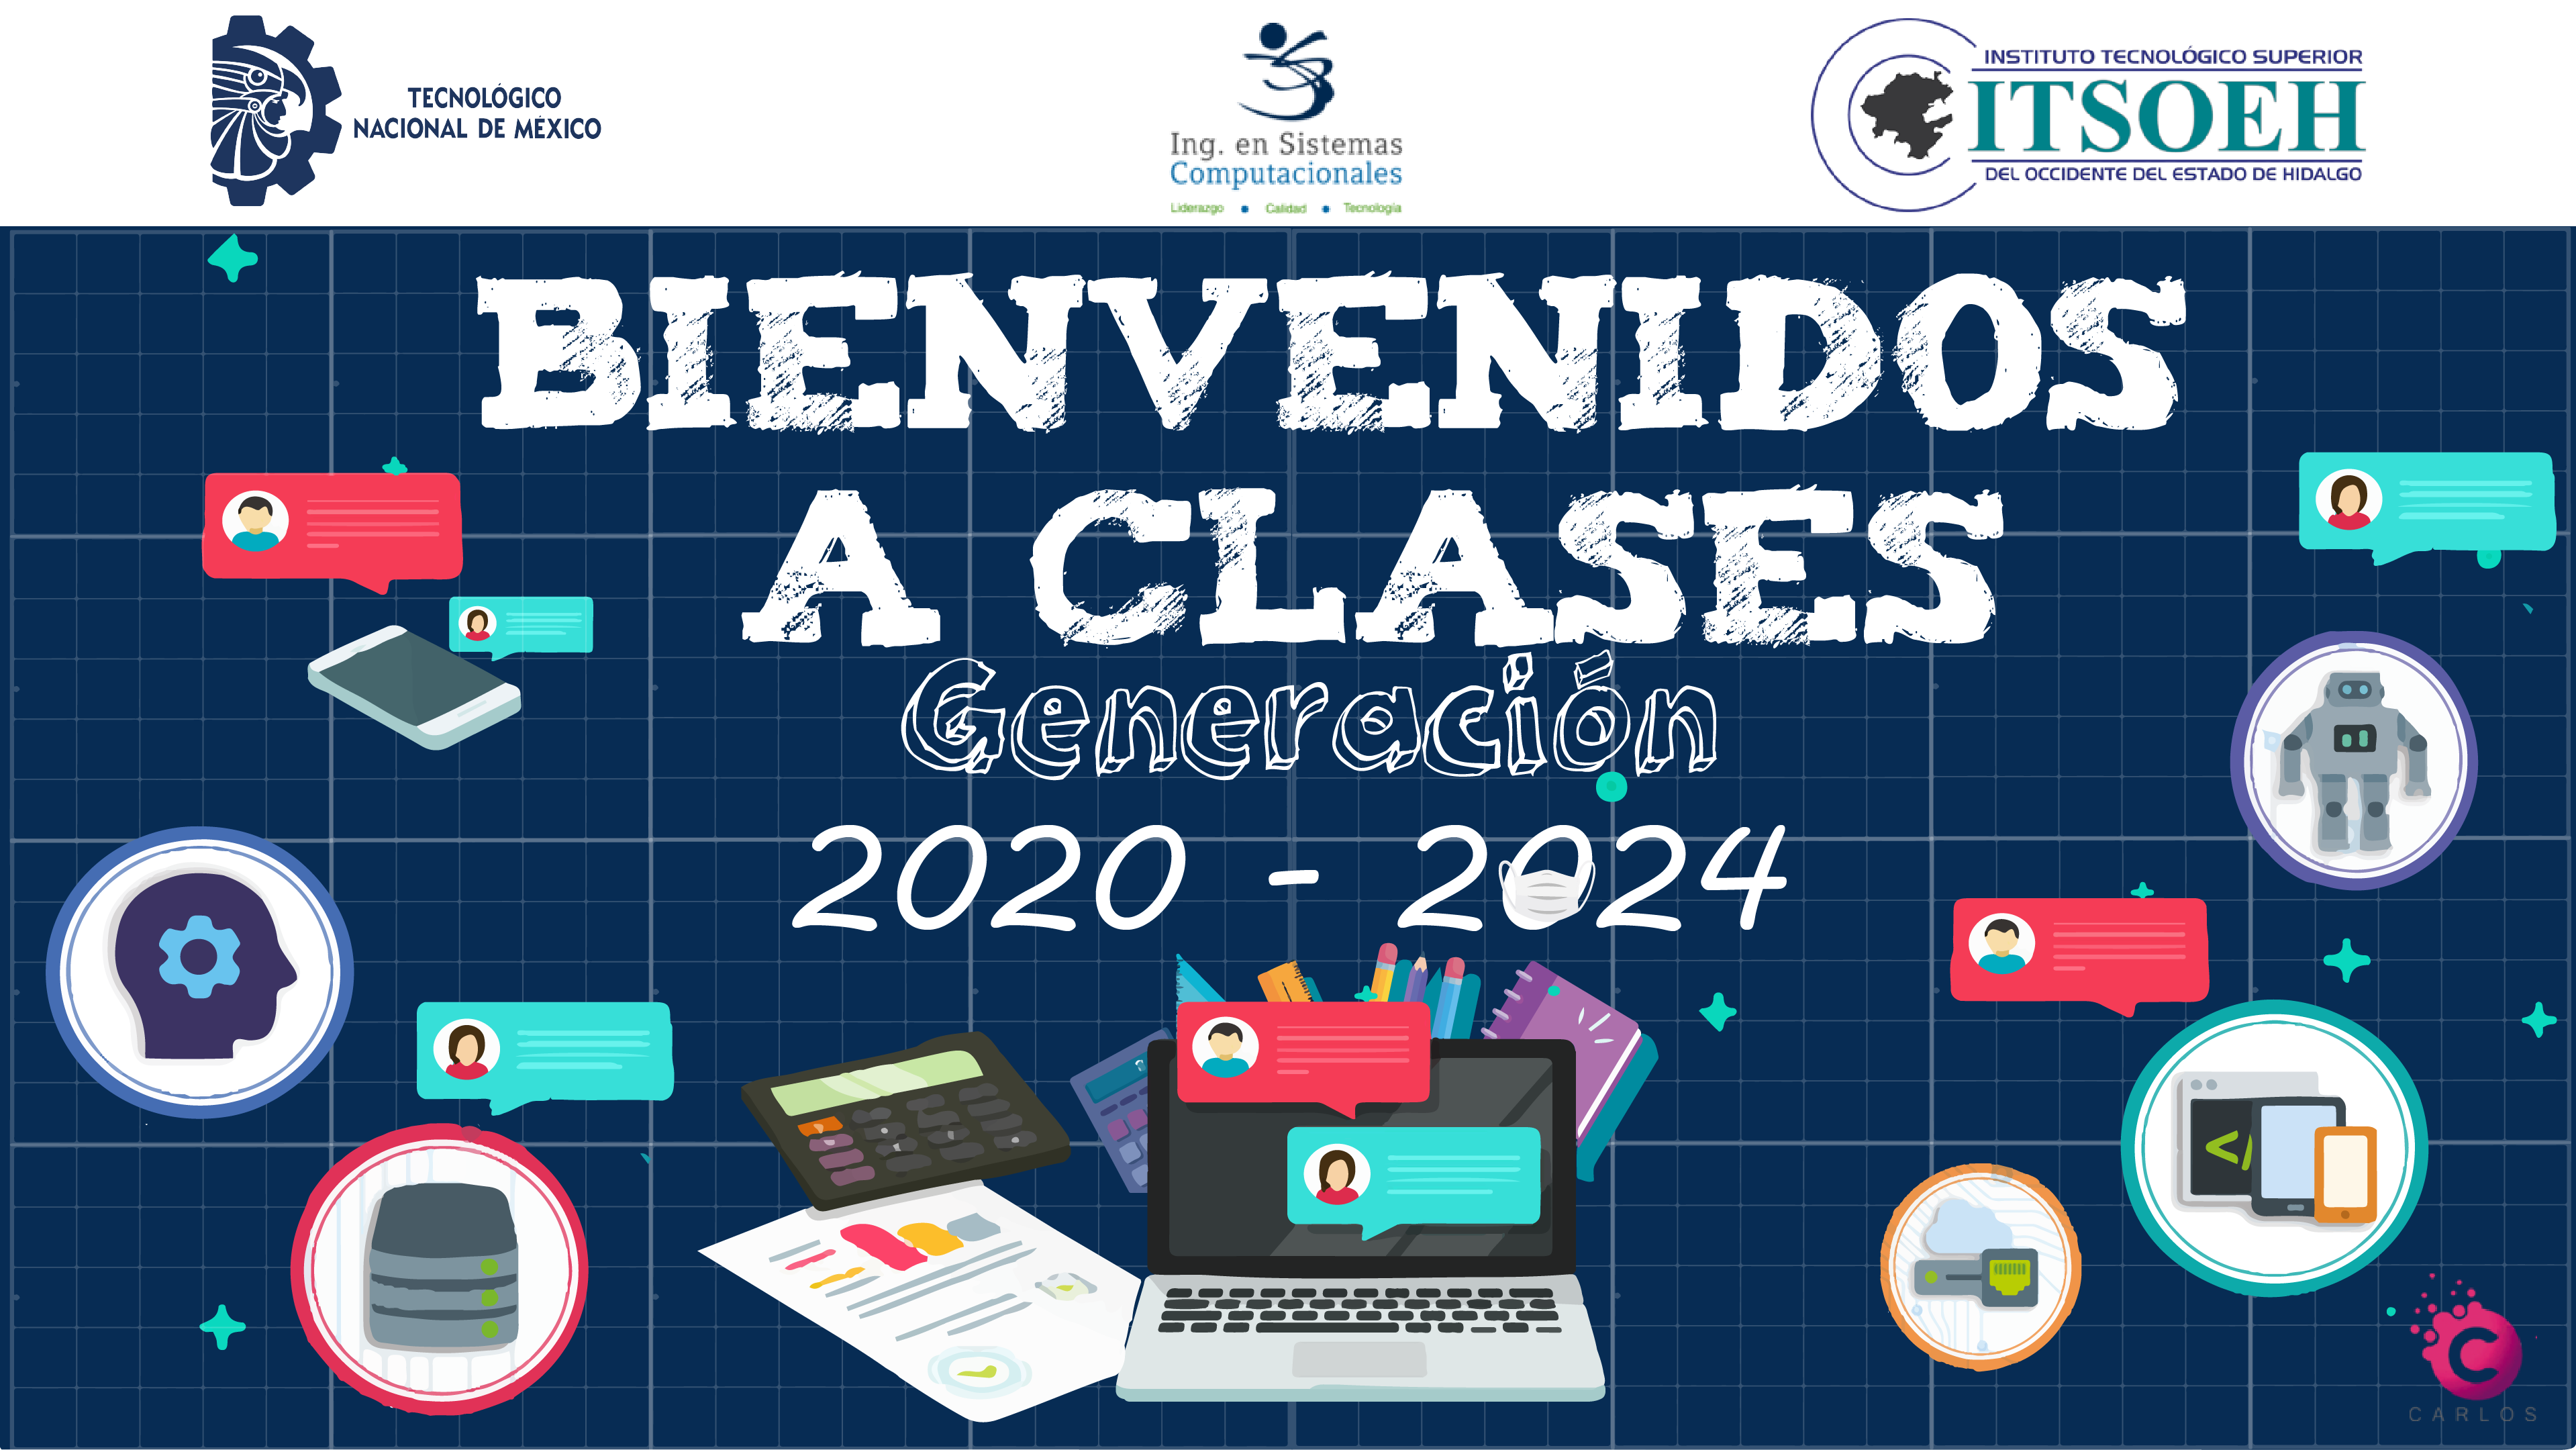 TECNOLÓGICO
NACIONAL DE MÉXICO
Ing. en Sistemas
Computacionales
Liderazgo • Calidad • Tecnología
INSTITUTO TECNOLÓGICO SUPERIOR
ITSOEH
DEL OCCIDENTE DEL ESTADO DE HIDALGO
BIENVENIDOS
A CLASES
Generación
2020 - 2024
</>
C
CARLOS